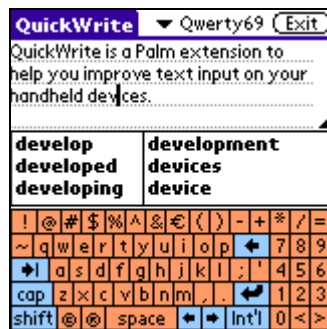 QuickWrite ▼ Qwerty69 Exit
QuickWrite is a Palm extension to
help you improve text input on your
handheld devices.
develop development
developed devices
developing device
! @ # $ % ^ & € ( ) - + * / =
~ q w e r t y u i o p 7 8 9
a s d f g h j k l ; ' 4 5 6
cap z x c v b n m , . 1 2 3
shift space Int'l 0 < >